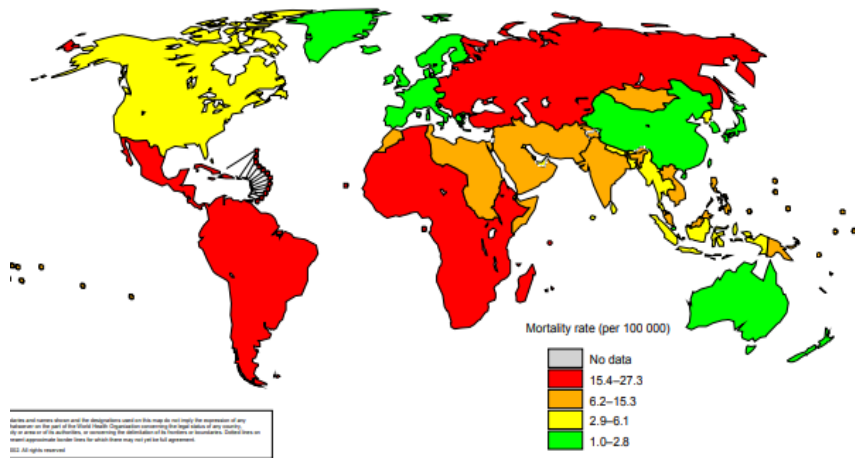 Mortality rate (per 100 000)
No data
15.4–27.3
6.2–15.3
2.9–6.1
1.0–2.8
daries and names shown and the designations used on this map do not imply the expression of any
on the part of the World Health Organization concerning the legal status of any country,
or area or of its authorities, or concerning the delimitation of its frontiers or boundaries. Dotted lines on
represent approximate border lines for which there may not yet be full agreement.
All rights reserved